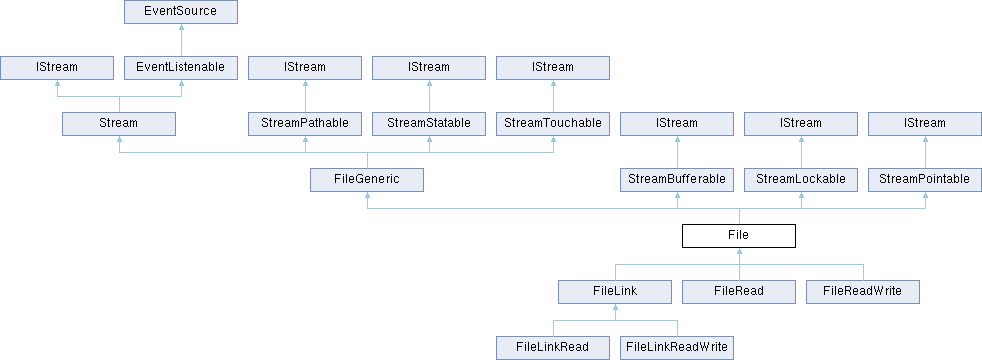 EventSource
IStream
EventListenable
IStream
IStream
IStream
Stream
StreamPathable
StreamStatable
StreamTouchable
IStream
IStream
IStream
FileGeneric
StreamBufferable
StreamLockable
StreamPointable
File
FileLink
FileRead
FileReadWrite
FileLinkRead
FileLinkReadWrite